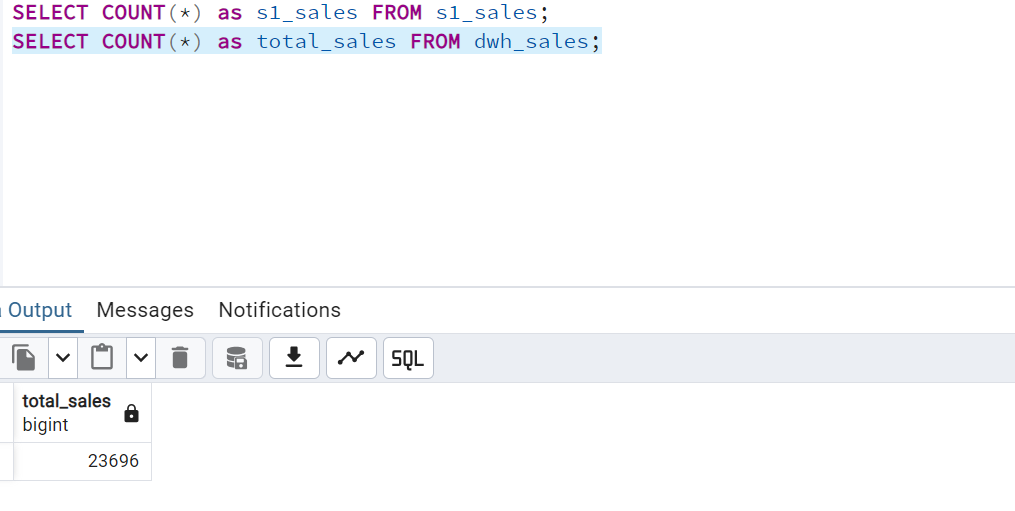 SELECT COUNT(*) as s1_sales FROM s1_sales;
SELECT COUNT(*) as total_sales FROM dwh_sales;
Output Messages Notifications
SQL
total_sales
bigint
23696